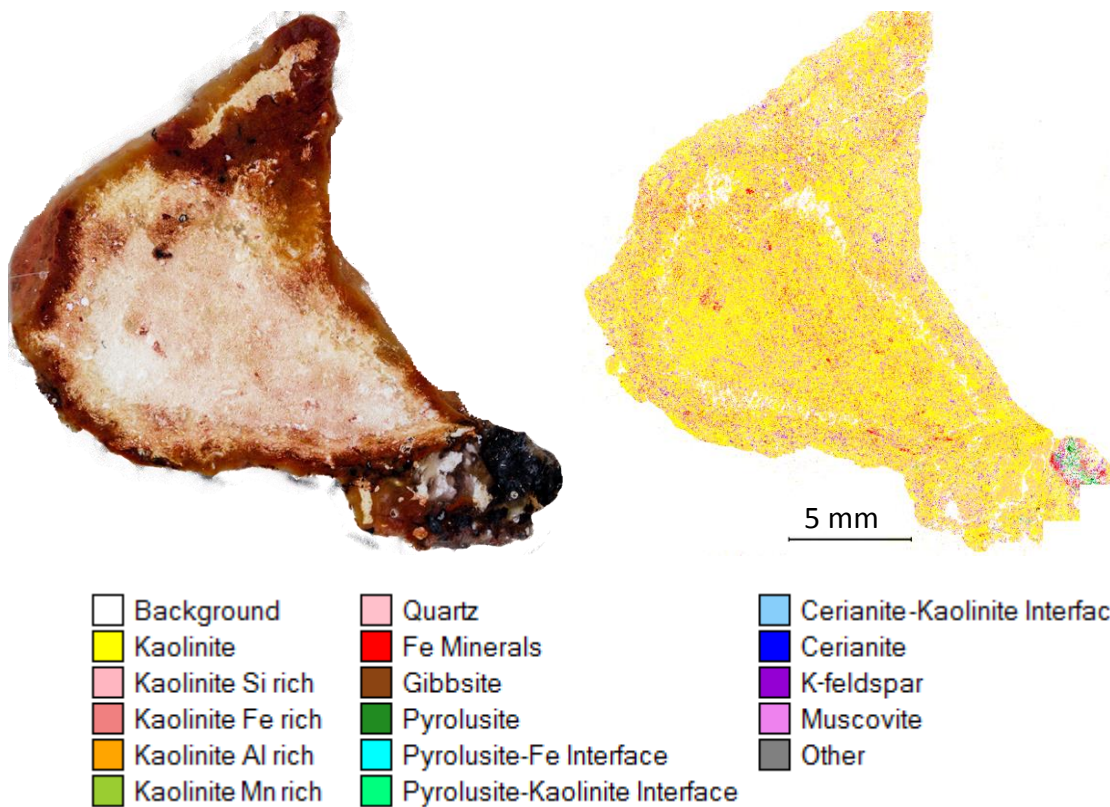 5 mm
Background
Kaolinite
Kaolinite Si rich
Kaolinite Fe rich
Kaolinite Al rich
Kaolinite Mn rich
Quartz
Fe Minerals
Gibbsite
Pyrolusite
Pyrolusite-Fe Interface
Pyrolusite-Kaolinite Interface
Cerianite-Kaolinite Interfac
Cerianite
K-feldspar
Muscovite
Other